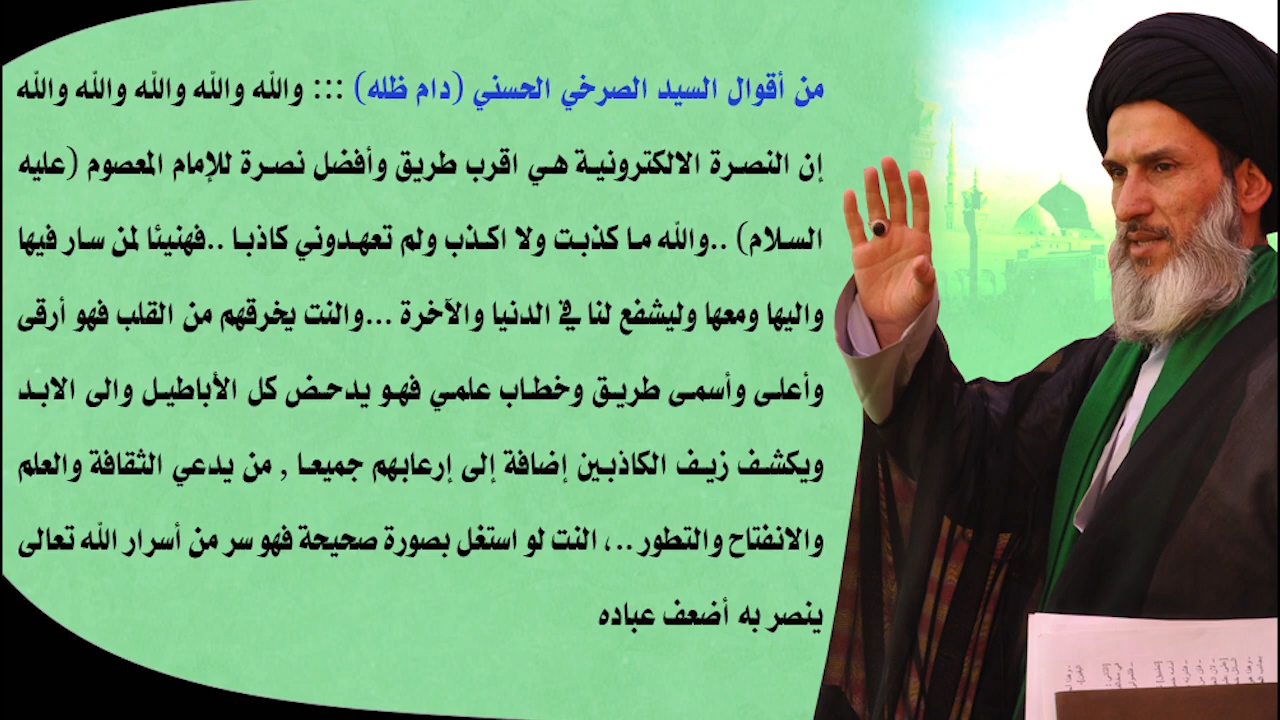 من أقوال السيد الصرخي الحسني (دام ظله) ::: والله والله والله والله والله
إن النصرة الالكترونية هي اقرب طريق وأفضل نصرة للإمام المعصوم (عليه
السلام) ..والله ما كذبت ولا اكذب ولم تعهدوني كاذبا ..فهنيئا لمن سار فيها
واليها ومعها وليشفع لنا في الدنيا والآخرة ...والنت يخرقهم من القلب فهو أرقى
وأعلى وأسمى طريق وخطاب علمي فهو يدحض كل الأباطيل والى الابد
ويكشف زيف الكاذبين إضافة إلى إرعابهم جميعا , من يدعي الثقافة والعلم
والانفتاح والتطور ..، النت لو استغل بصورة صحيحة فهو سر من أسرار الله تعالى
ينصر به أضعف عباده